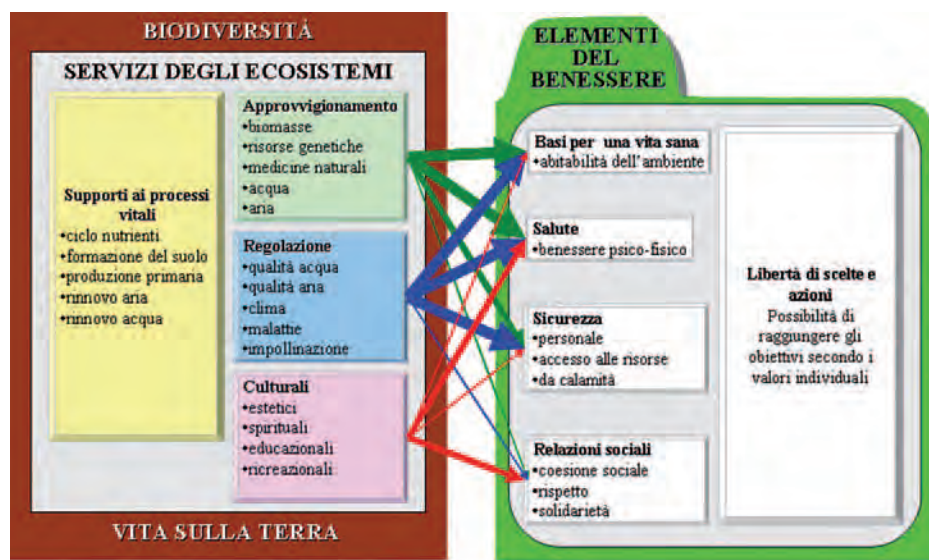 BIODIVERSITÁ
SERVIZI DEGLI ECOSISTEMI
Supporti ai processi
vitali
•ciclo nutrienti
•formazione del suolo
•produzione primaria
•rinnovo aria
•rinnovo acqua
Approvvigionamento
•biomasse
•risorse genetiche
•medicine naturali
•acqua
•aria
Regolazione
•qualità acqua
•qualità aria
•clima
•malattie
•impollinazione
Culturali
•estetici
•spirituali
•educazionali
•ricreazionali
VITA SULLA TERRA
ELEMENTI
DEL
BENESSERE
Basi per una vita sana
•abitabilità dell'ambiente
Salute
•benessere psico-fisico
Sicurezza
•personale
•accesso alle risorse
•da calamità
Relazioni sociali
•coesione sociale
•rispetto
•solidarietà
Libertà di scelte e
azioni
Possibilità di
raggiungere gli
obiettivi secondo i
valori individuali